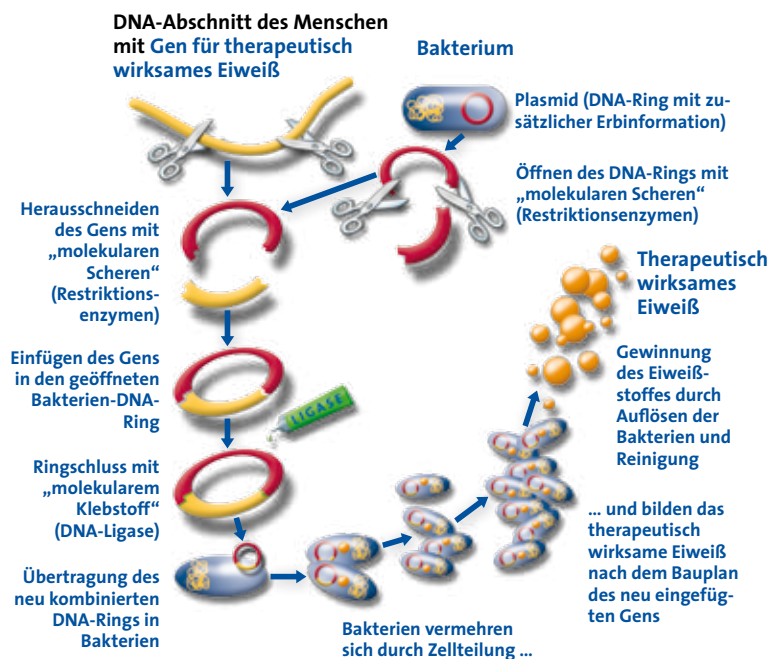 DNA-Abschnitt des Menschen
mit Gen für therapeutisch
wirksames Eiweiß
Bakterium
Plasmid (DNA-Ring mit zu-
sätzlicher Erbinformation)
Öffnen des DNA-Rings mit
„molekularen Scheren“
(Restriktionsenzymen)
Herausschneiden
des Gens mit
„molekularen
Scheren“
(Restriktions-
enzymen)
Einfügen des Gens
in den geöffneten
Bakterien-DNA-
Ring
LIGASE
Ringschluss mit
„molekularem
Klebstoff“
(DNA-Ligase)
Übertragung des
neu kombinierten
DNA-Rings in
Bakterien
Bakterien vermehren
sich durch Zellteilung ...
... und bilden das
therapeutisch
wirksame Eiweiß
nach dem Bauplan
des neu eingefüg-
ten Gens
Gewinnung
des Eiweiß-
stoffes durch
Auflösen der
Bakterien und
Reinigung
Therapeutisch
wirksames
Eiweiß